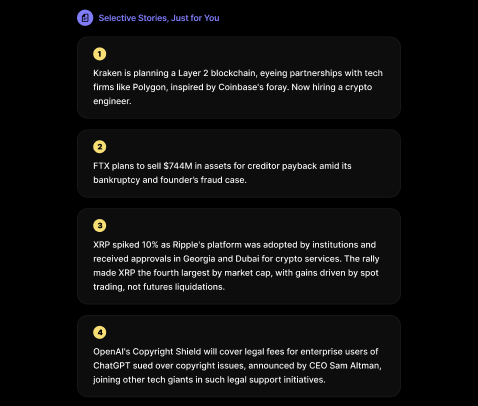 Selective Stories, Just for You
1
Kraken is planning a Layer 2 blockchain, eyeing partnerships with tech
firms like Polygon, inspired by Coinbase's foray. Now hiring a crypto
engineer.
2
FTX plans to sell $744M in assets for creditor payback amid its
bankruptcy and founder's fraud case.
3
XRP spiked 10% as Ripple's platform was adopted by institutions and
received approvals in Georgia and Dubai for crypto services. The rally
made XRP the fourth largest by market cap, with gains driven by spot
trading, not futures liquidations.
4
OpenAI's Copyright Shield will cover legal fees for enterprise users of
ChatGPT sued over copyright issues, announced by CEO Sam Altman,
joining other tech giants in such legal support initiatives.